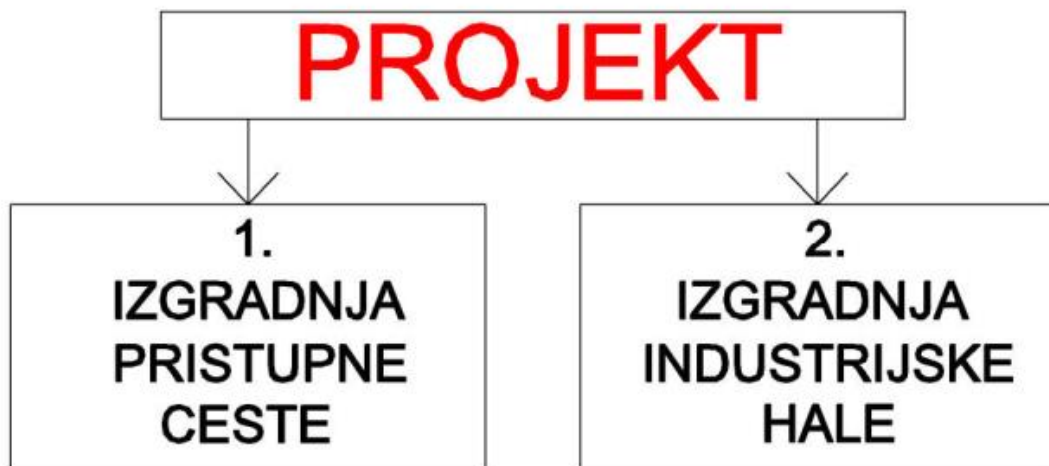 PROJEKT
1.
IZGRADNJA
PRISTUPNE
CESTE
2.
IZGRADNJA
INDUSTRIJSKE
HALE